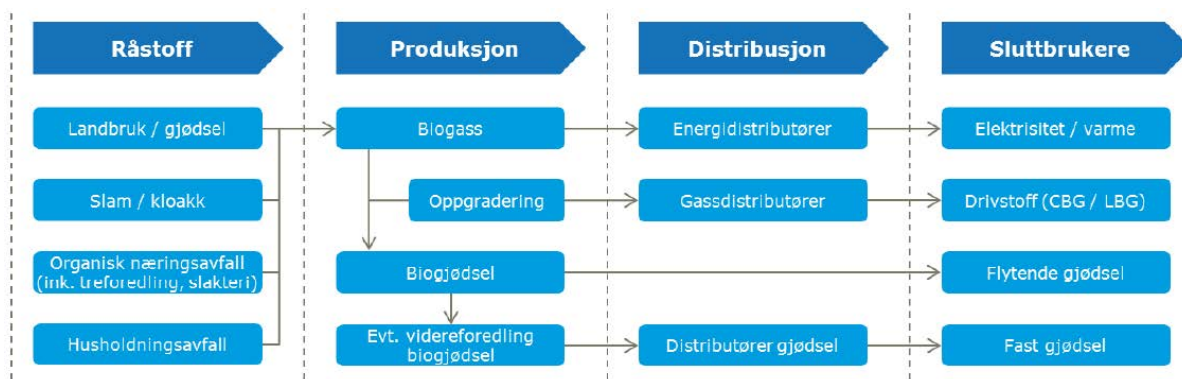 Råstoff
Produksjon
Distribusjon
Sluttbrukere
Landbruk / gjødsel
Biogass
Energidistributører
Elektrisitet / varme
Slam / kloakk
Oppgradering
Gassdistributører
Drivstoff (CBG / LBG)
Organisk næringsavfall
(ink. treforedling, slakteri)
Biogjødsel
Flytende gjødsel
Husholdningsavfall
Evt. videreforedling
biogjødsel
Distributører gjødsel
Fast gjødsel